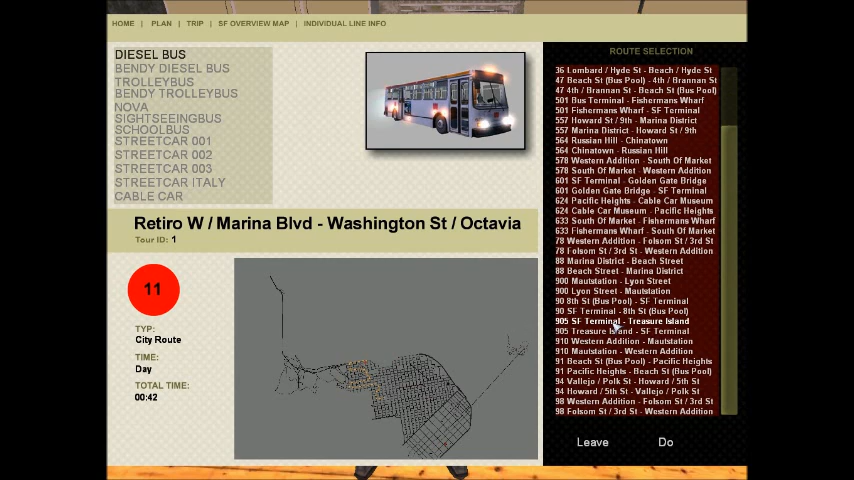 HOME | PLAN | TRIP | SF OVERVIEW MAP | INDIVIDUAL LINE INFO
DIESEL BUS
BENDY DIESEL BUS
TROLLEYBUS
BENDY TROLLEYBUS
NOVA
SIGHTSEEINGBUS
SCHOOLBUS
STREETCAR 001
STREETCAR 002
STREETCAR 003
STREETCAR ITALY
CABLE CAR
Retiro W / Marina Blvd - Washington St / Octavia
Tour ID: 1
11
TYP:
City Route
TIME:
Day
TOTAL TIME:
00:42
ROUTE SELECTION
36 Lombard / Hyde St - Beach / Hyde St
47 Beach St (Bus Pool) - 4th / Brannan St
47 4th / Brannan St - Beach St (Bus Pool)
501 Bus Terminal - Fishermans Wharf
501 Fishermans Wharf - SF Terminal
557 Howard St / 9th - Marina District
557 Marina District - Howard St / 9th
564 Russian Hill - Chinatown
564 Chinatown - Russian Hill
578 Western Addition - South Of Market
578 South Of Market - Western Addition
601 SF Terminal - Golden Gate Bridge
601 Golden Gate Bridge - SF Terminal
624 Pacific Heights - Cable Car Museum
624 Cable Car Museum - Pacific Heights
633 South Of Market - Fishermans Wharf
633 Fishermans Wharf - South Of Market
78 Western Addition - Folsom St / 3rd St
78 Folsom St / 3rd St - Western Addition
88 Marina District - Beach Street
88 Beach Street - Marina District
900 Mautstation - Lyon Street
900 Lyon Street - Mautstation
90 8th St (Bus Pool) - SF Terminal
90 SF Terminal - 8th St (Bus Pool)
905 SF Terminal - Treasure Island
905 Treasure Island - SF Terminal
910 Western Addition - Mautstation
910 Mautstation - Western Addition
91 Beach St (Bus Pool) - Pacific Heights
91 Pacific Heights - Beach St (Bus Pool)
94 Vallejo / Polk St - Howard / 5th St
94 Howard / 5th St - Vallejo / Polk St
98 Western Addition - Folsom St / 3rd St
98 Folsom St / 3rd St - Western Addition
Leave
Do